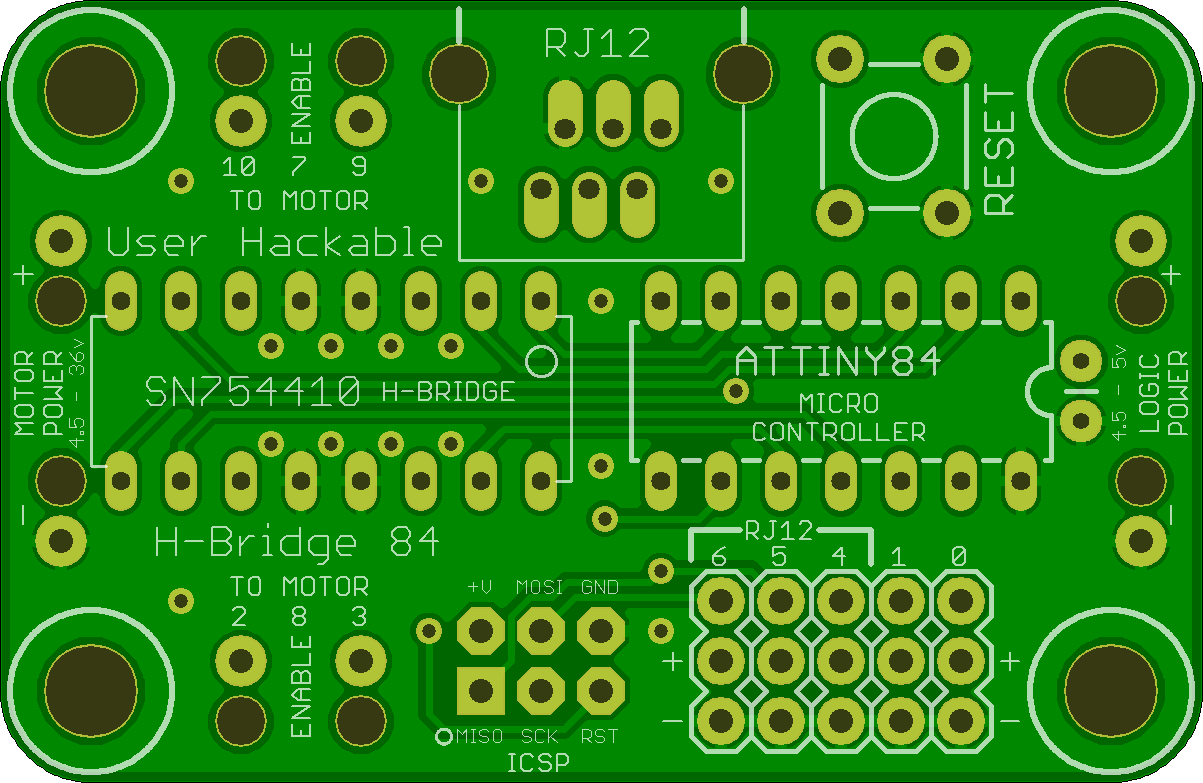 RJ12
ENABLE
RESET
10 7 9
TO MOTOR
User Hackable
+
+
MOTOR
POWER
4.5 - 36v
SN754410 H-BRIDGE
ATTINY84
MICRO
CONTROLLER
4.5 - 5v
LOGIC
POWER
-
-
H-Bridge 84
RJ12
6 5 4 1 0
TO MOTOR
2 8 3
ENABLE
+V MOSI GND
+ +
- -
MISO SCK RST
ICSP